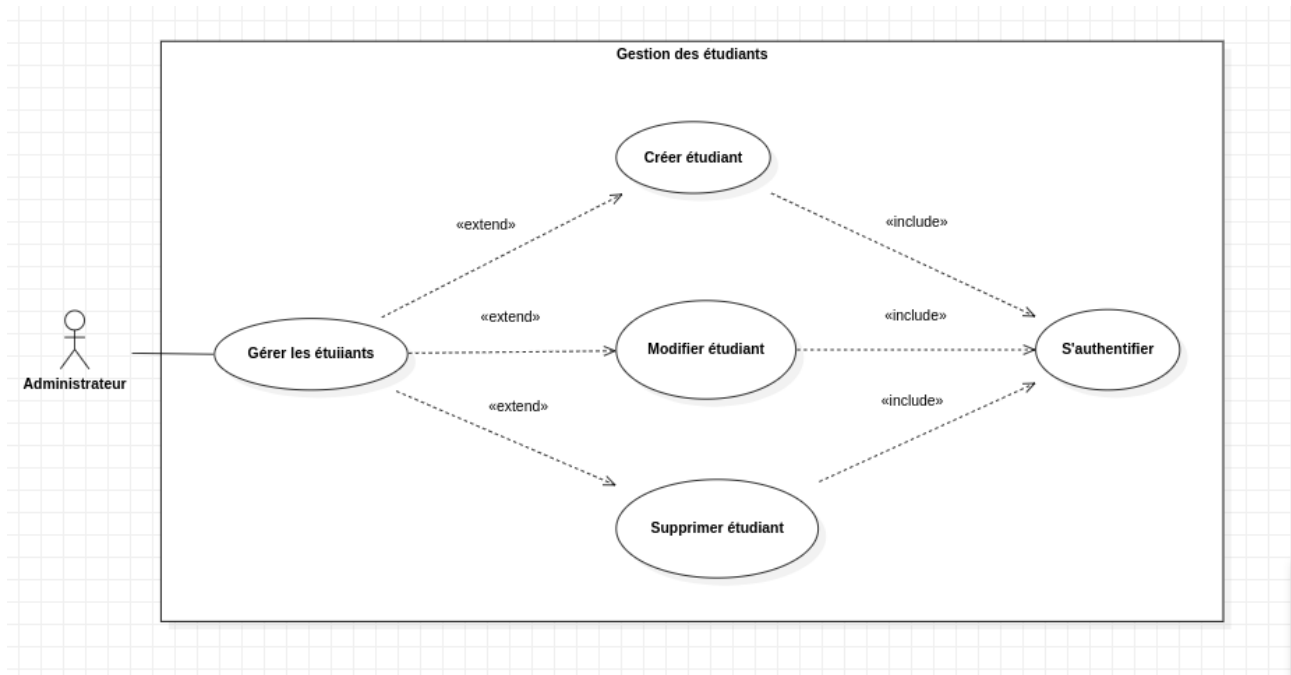 Gestion des étudiants
Créer étudiant
«extend»
«include»
«extend»
«include»
Administrateur
Gérer les étuiiants
Modifier étudiant
S'authentifier
«extend»
«include»
Supprimer étudiant